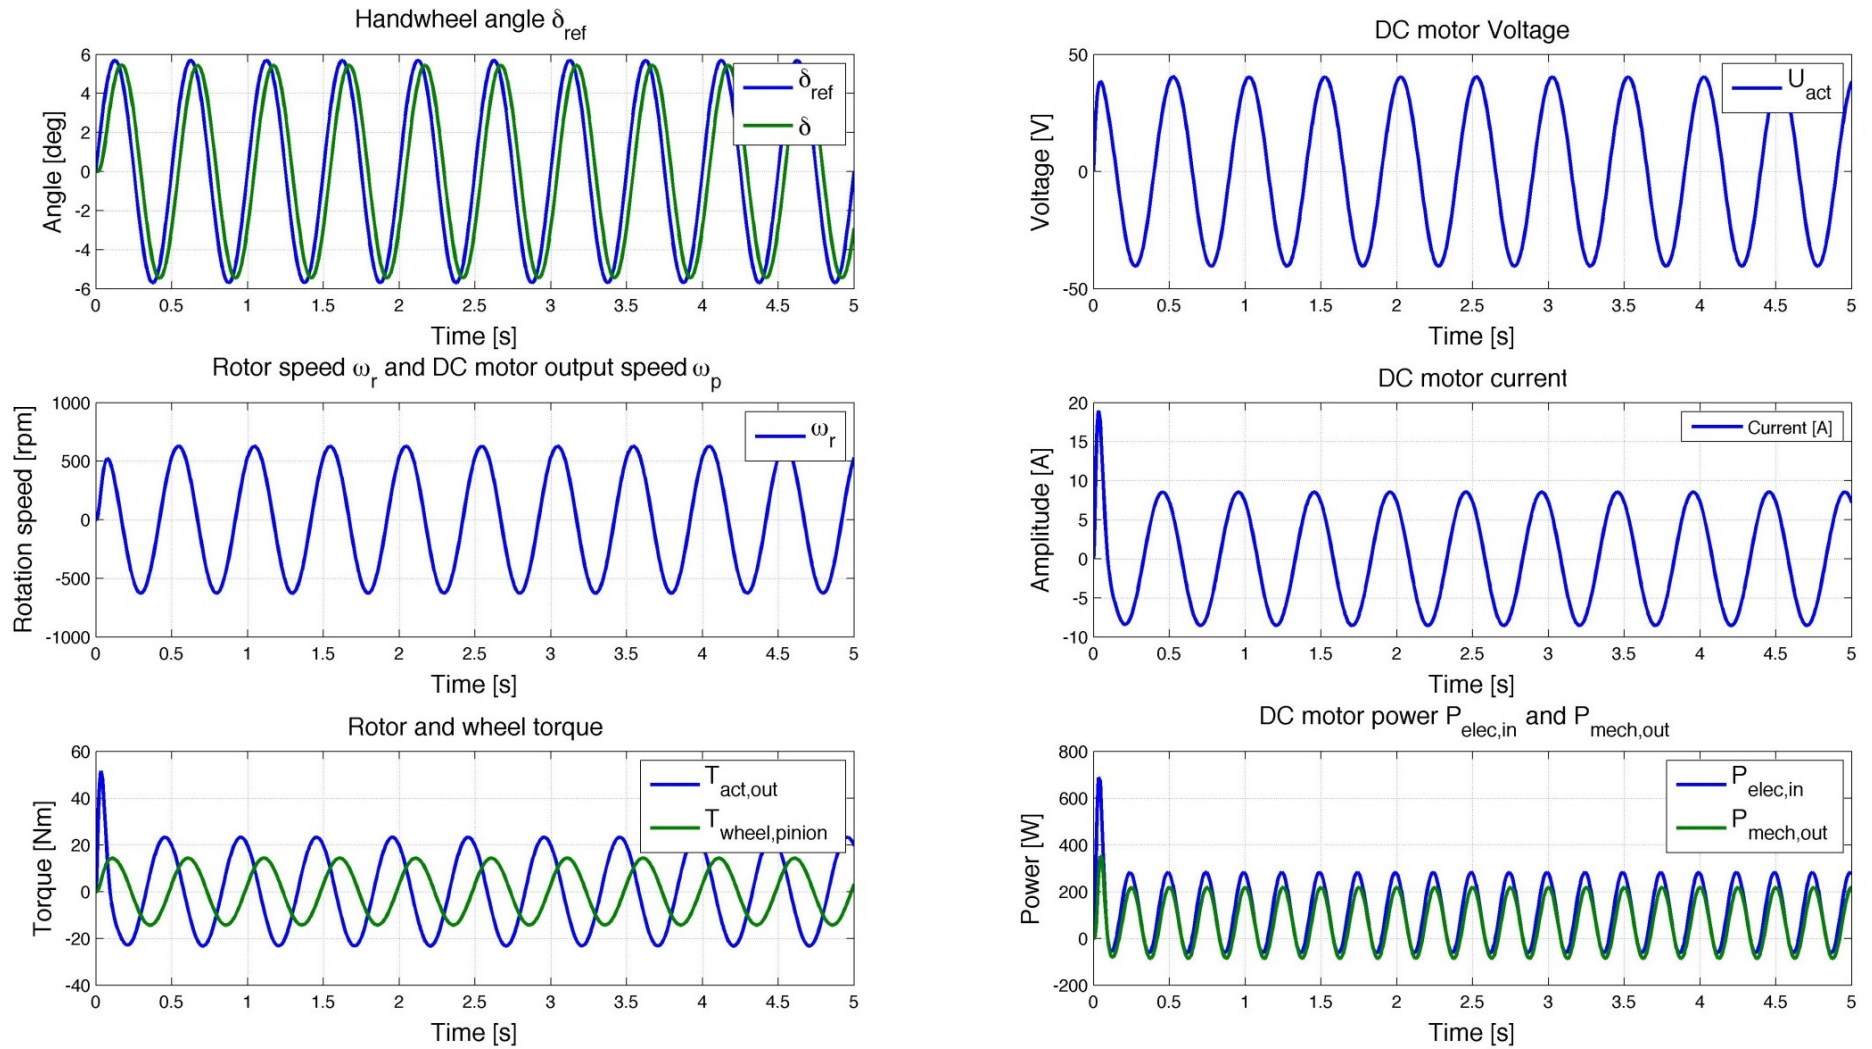 Handwheel angle δref
6
4
2
0
-2
-4
-6
Angle [deg]
δref
δ
0 0.5 1 1.5 2 2.5 3 3.5 4 4.5 5
Time [s]
DC motor Voltage
50
0
-50
Voltage [V]
Uact
0 0.5 1 1.5 2 2.5 3 3.5 4 4.5 5
Time [s]
Rotor speed ωr and DC motor output speed ωp
1000
500
0
-500
-1000
Rotation speed [rpm]
ωr
0 0.5 1 1.5 2 2.5 3 3.5 4 4.5 5
Time [s]
DC motor current
20
15
10
5
0
-5
-10
Amplitude [A]
Current [A]
0 0.5 1 1.5 2 2.5 3 3.5 4 4.5 5
Time [s]
Rotor and wheel torque
60
40
20
0
-20
-40
Torque [Nm]
Tact,out
Twheel,pinion
0 0.5 1 1.5 2 2.5 3 3.5 4 4.5 5
Time [s]
DC motor power Pelec,in and Pmech,out
800
600
400
200
0
-200
Power [W]
Pelec,in
Pmech,out
0 0.5 1 1.5 2 2.5 3 3.5 4 4.5 5
Time [s]